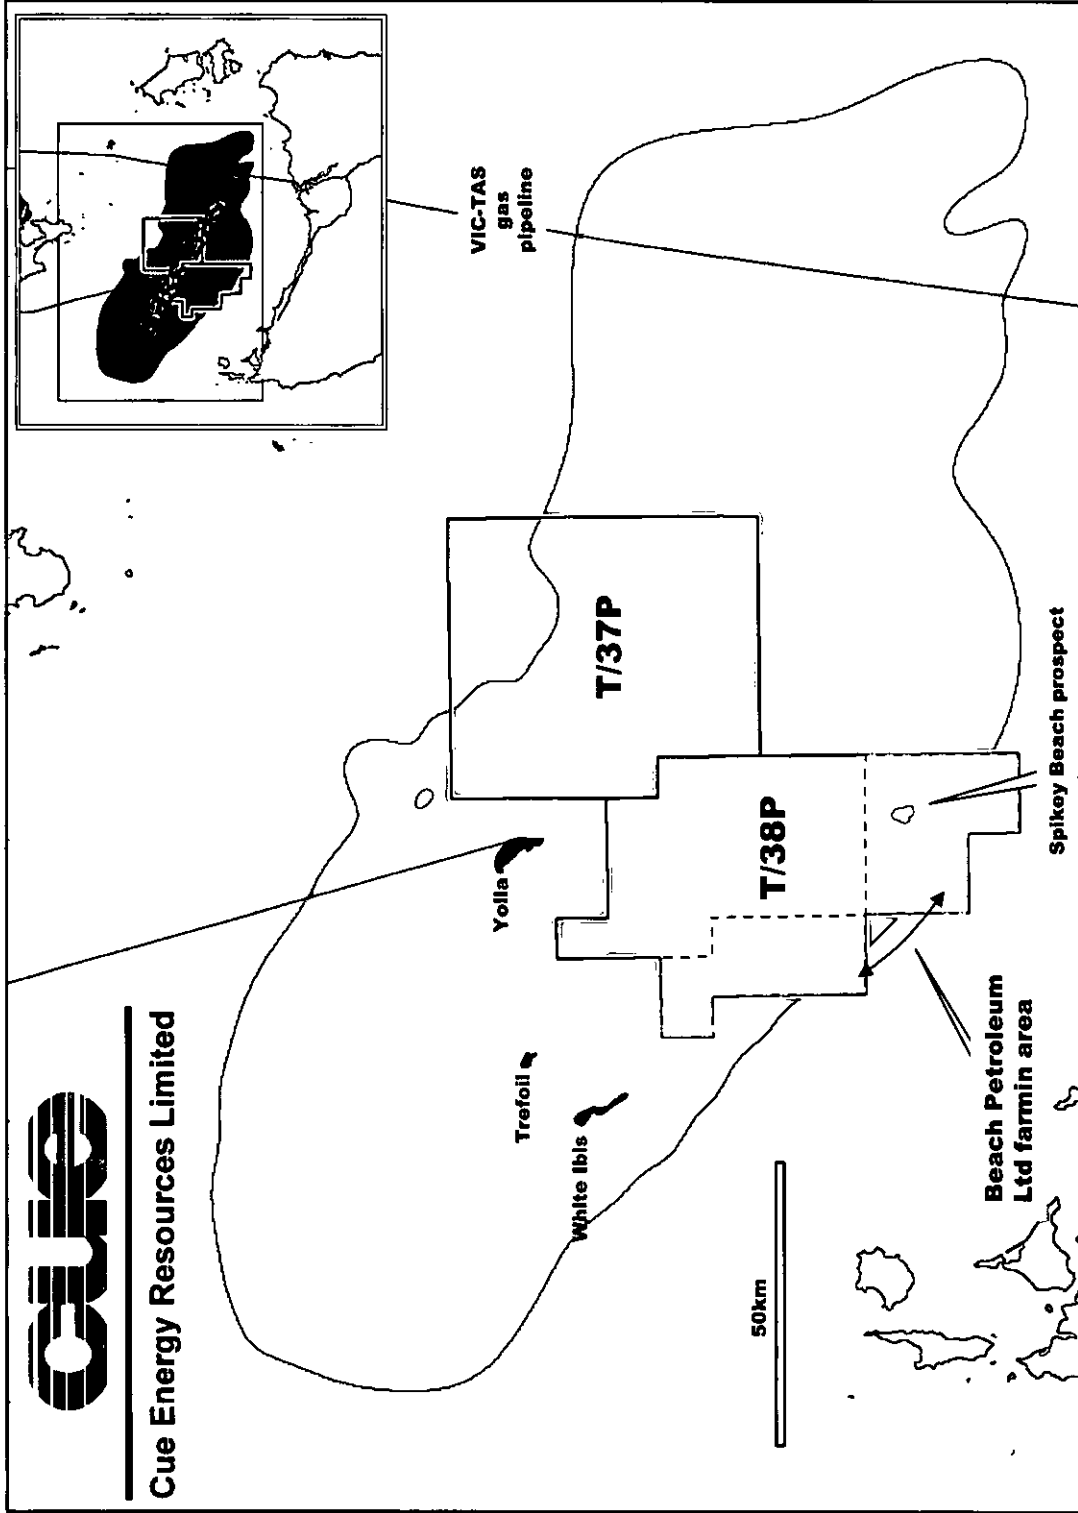 cue
Cue Energy Resources Limited
VIC-TAS
gas
pipeline
Yolla
Trefoil
White Ibis
T/37P
T/38P
50km
Beach Petroleum
Ltd farmin area
Spikey Beach prospect